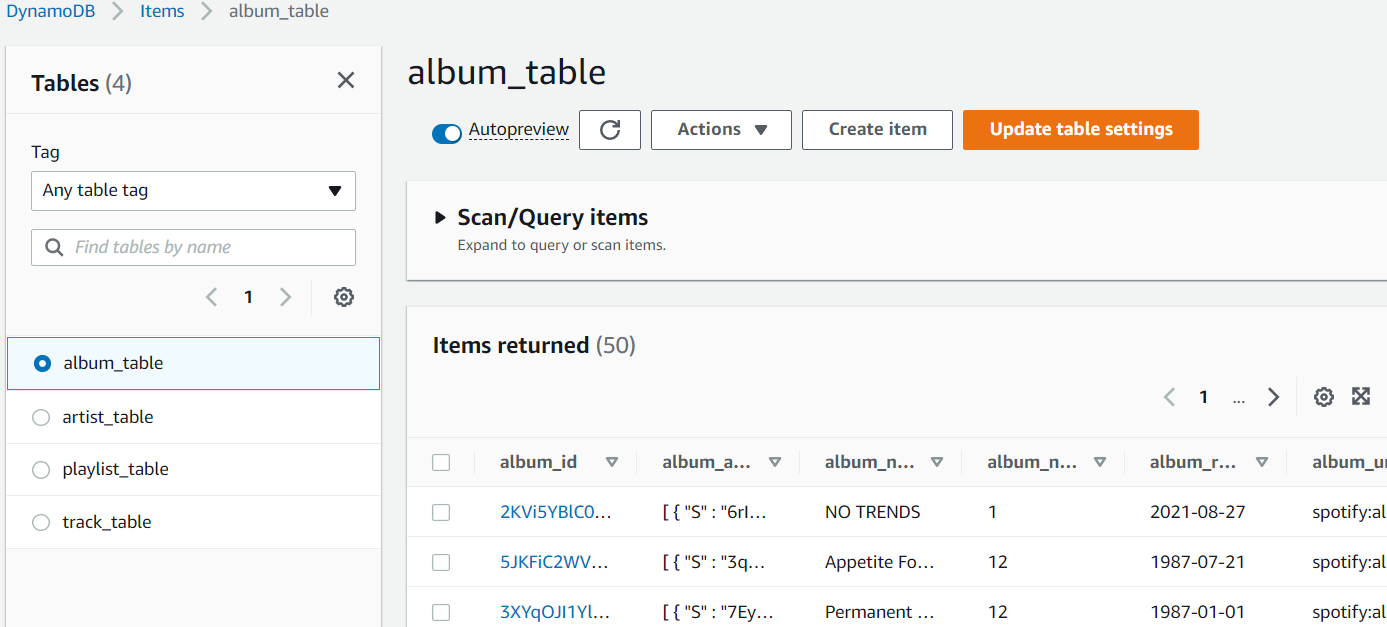 DynamoDB > Items > album_table
Tables (4)
Tag
Any table tag
Find tables by name
1
album_table
artist_table
playlist_table
track_table
album_table
Autopreview Actions Create item Update table settings
Scan/Query items
Expand to query or scan items.
Items returned (50)
1 ...
album_id album_a... album_n... album_n... album_r... album_u
2KVi5YBlC0... [ { "S" : "6rI... NO TRENDS 1 2021-08-27 spotify:al
5JKFiC2WV... [ { "S" : "3q... Appetite Fo... 12 1987-07-21 spotify:al
3XYqOJI1Yl... [ { "S" : "7Ey... Permanent ... 12 1987-01-01 spotify:al